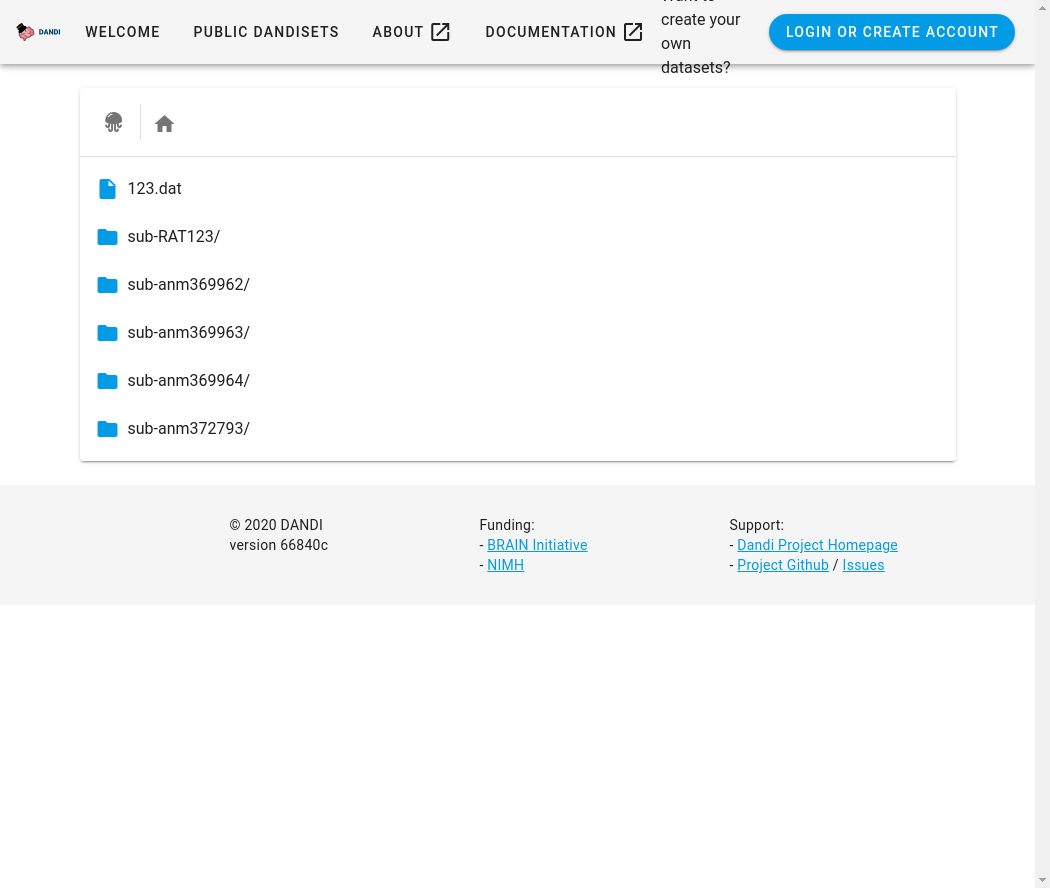 DANDI
WELCOME
PUBLIC DANDISETS
ABOUT
DOCUMENTATION
create your
own
datasets?
LOGIN OR CREATE ACCOUNT
123.dat
sub-RAT123/
sub-anm369962/
sub-anm369963/
sub-anm369964/
sub-anm372793/
© 2020 DANDI
version 66840c
Funding:
- BRAIN Initiative
- NIMH
Support:
- Dandi Project Homepage
- Project Github / Issues